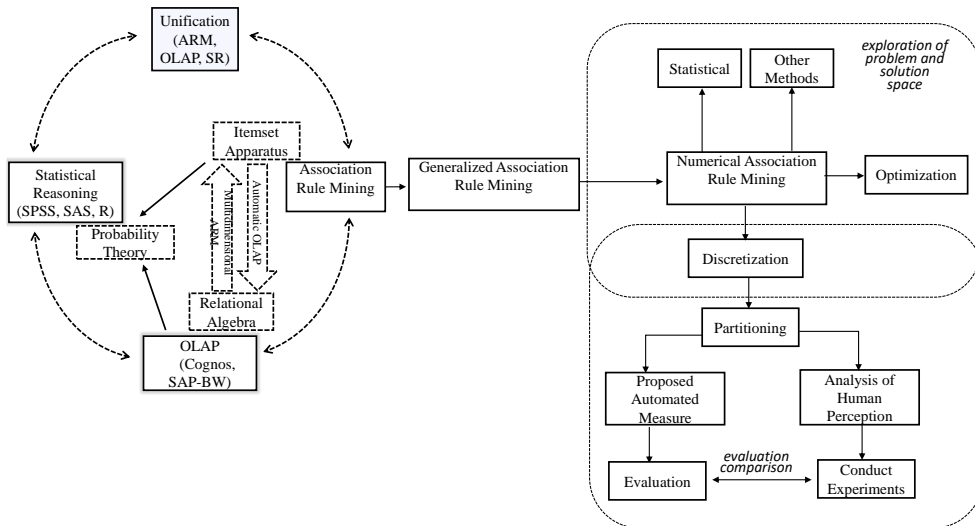 Unification
(ARM,
OLAP, SR)
Itemset
Apparatus
Statistical
Reasoning
(SPSS, SAS, R)
Probability
Theory
Multidimensional
ARM
Automatic OLAP
Relational
Algebra
OLAP
(Cognos,
SAP-BW)
Association
Rule Mining
Generalized Association
Rule Mining
exploration of
problem and
solution
space
Statistical
Other
Methods
Numerical Association
Rule Mining
Optimization
Discretization
Partitioning
Proposed
Automated
Measure
Analysis of
Human
Perception
Evaluation
evaluation
comparison
Conduct
Experiments